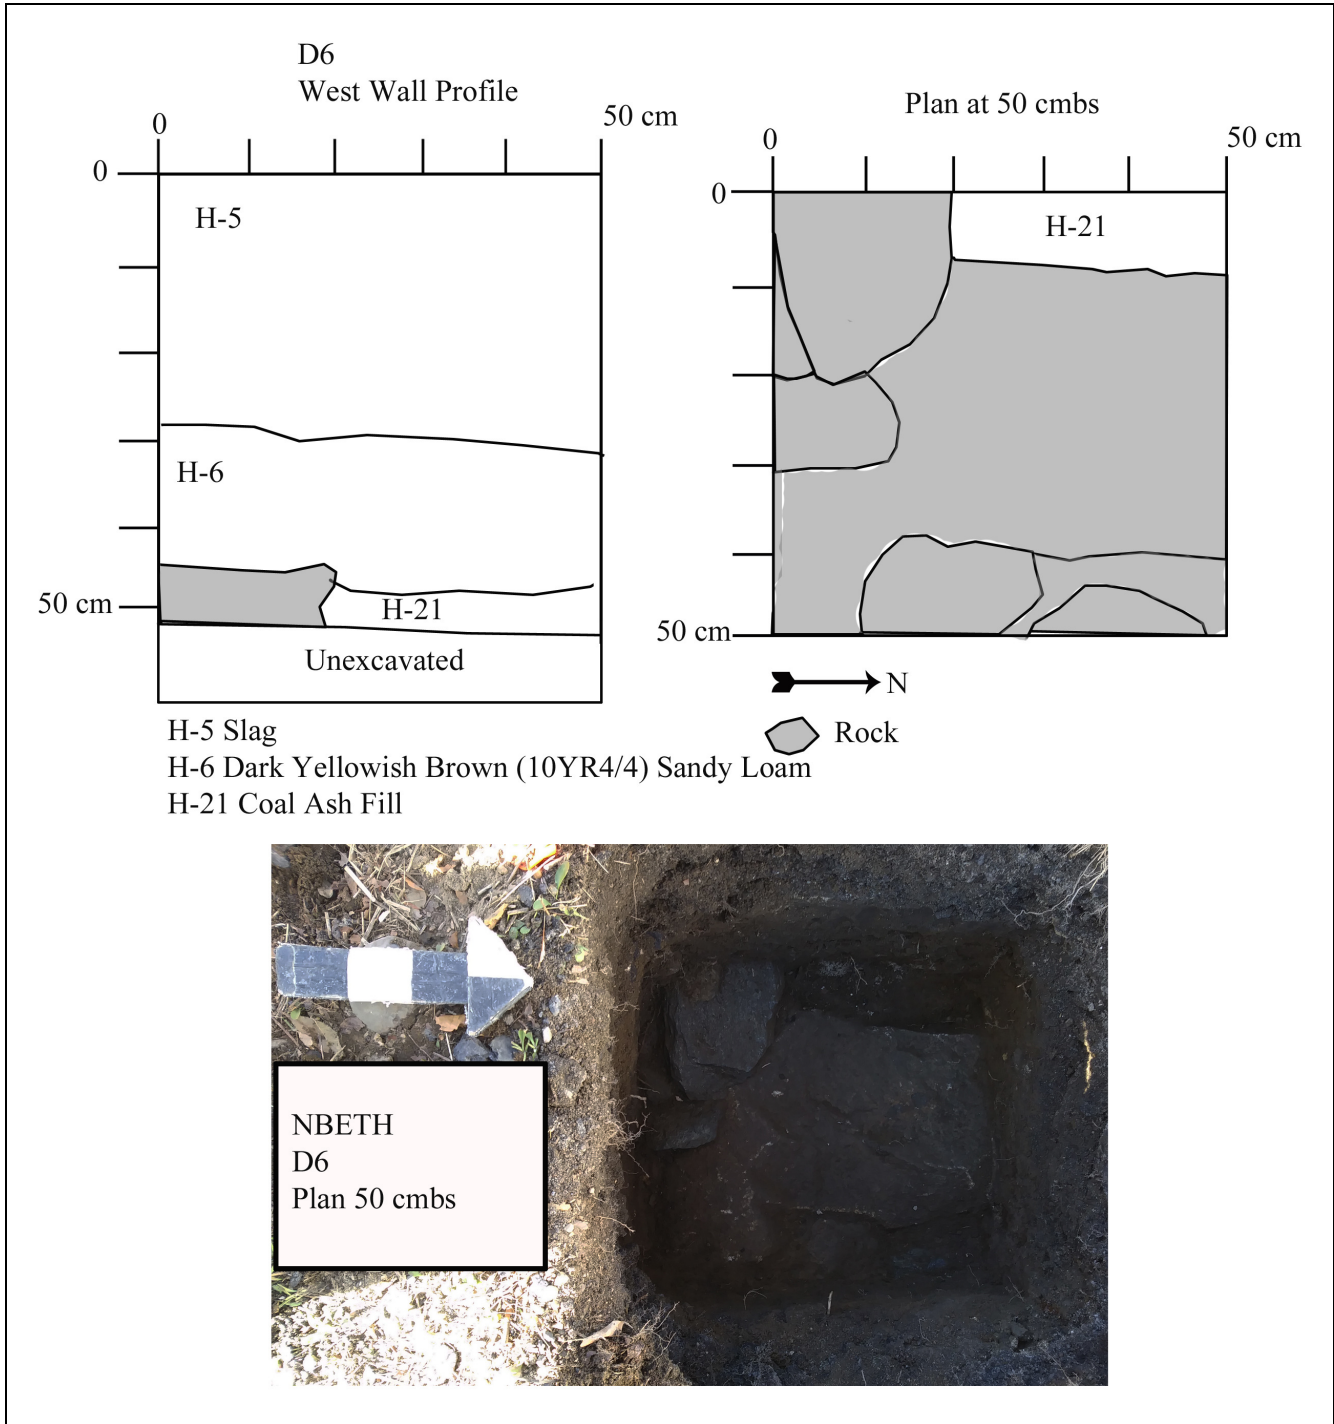 D6
West Wall Profile
0
50 cm
0
H-5
H-6
H-21
50 cm
Unexcavated
Plan at 50 cmbs
0
50 cm
0
H-21
50 cm
N
Rock
H-5 Slag
H-6 Dark Yellowish Brown (10YR4/4) Sandy Loam
H-21 Coal Ash Fill
NBETH
D6
Plan 50 cmbs